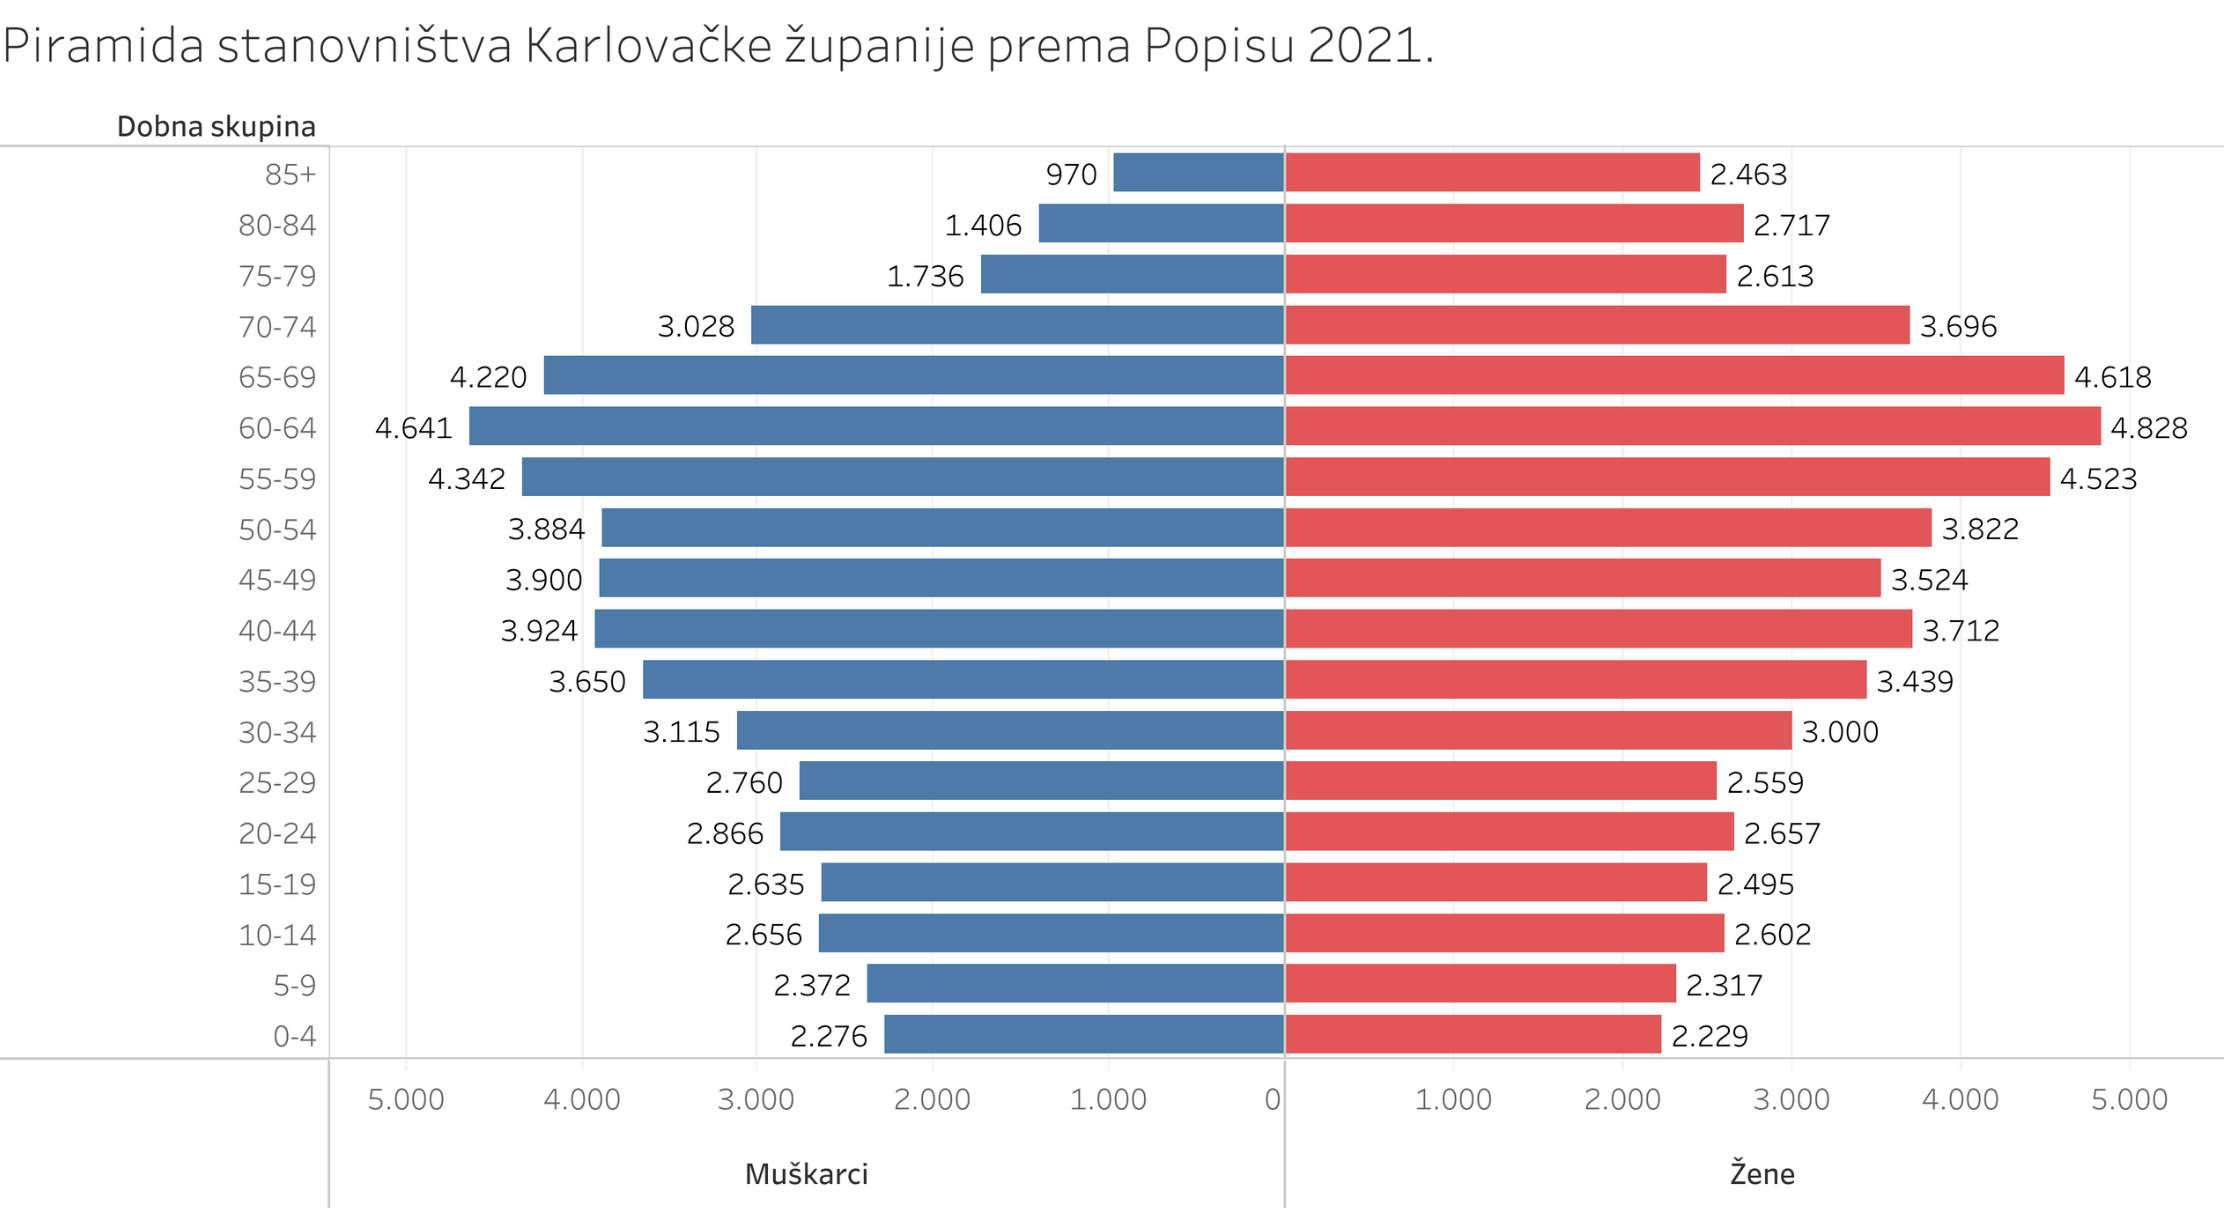 Piramida stanovništva Karlovačke županije prema Popisu 2021.
Dobna skupina
85+ 970 2.463
80-84 1.406 2.717
75-79 1.736 2.613
70-74 3.028 3.696
65-69 4.220 4.618
60-64 4.641 4.828
55-59 4.342 4.523
50-54 3.884 3.822
45-49 3.900 3.524
40-44 3.924 3.712
35-39 3.650 3.439
30-34 3.115 3.000
25-29 2.760 2.559
20-24 2.866 2.657
15-19 2.635 2.495
10-14 2.656 2.602
5-9 2.372 2.317
0-4 2.276 2.229
5.000 4.000 3.000 2.000 1.000 0 1.000 2.000 3.000 4.000 5.000
Muškarci Žene